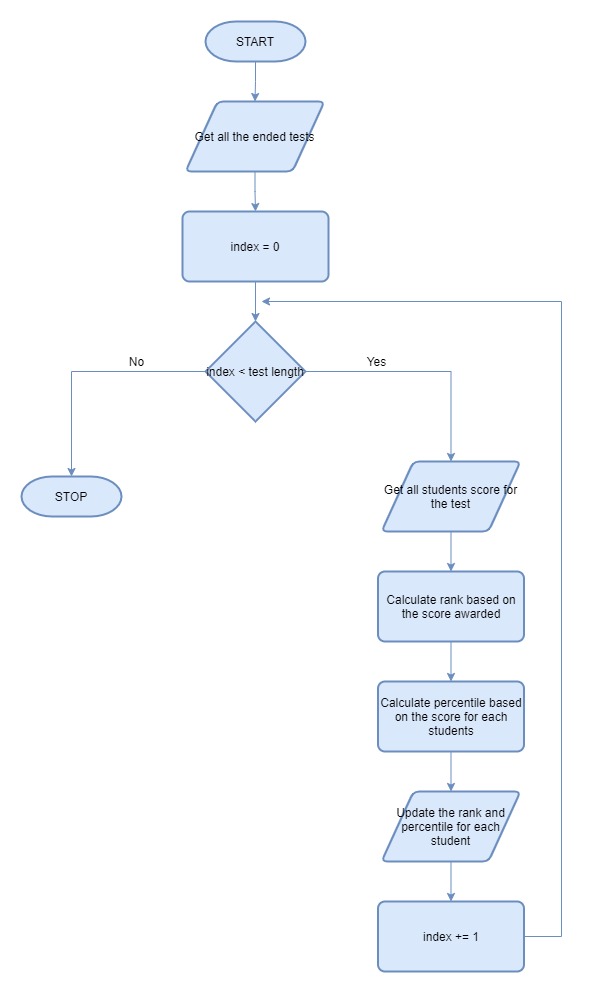 START
Get all the ended tests
index = 0
index < test length
No
Yes
STOP
Get all students score for
the test
Calculate rank based on
the score awarded
Calculate percentile based
on the score for each
students
Update the rank and
percentile for each
student
index += 1